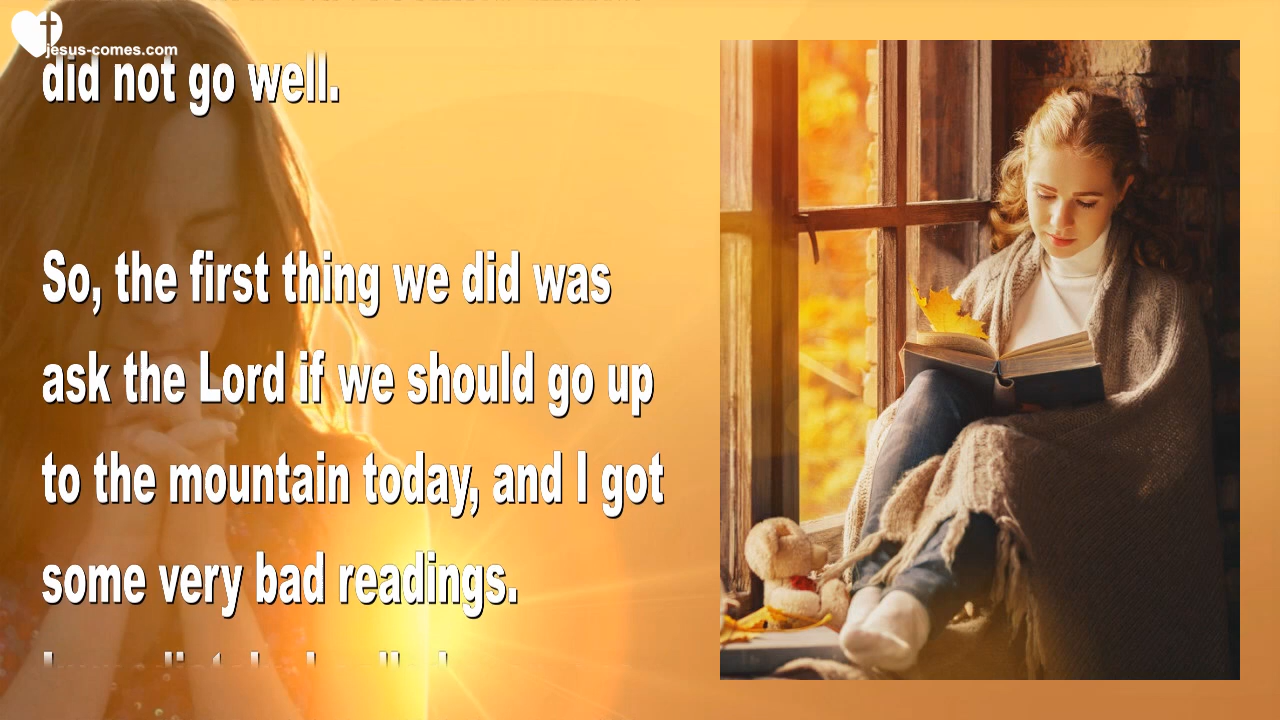 jesus-comes.com
did not go well.
So, the first thing we did was
ask the Lord if we should go up
to the mountain today, and I got
some very bad readings.